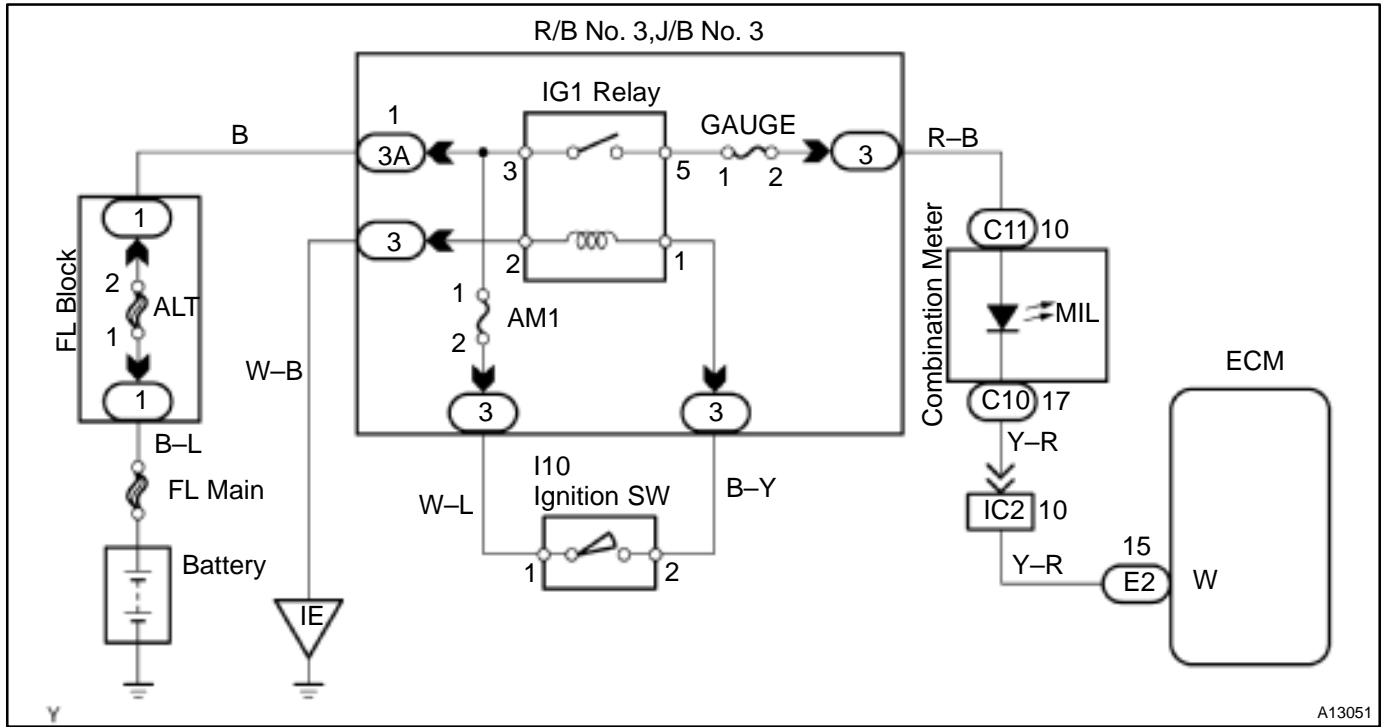 R/B No. 3,J/B No. 3
IG1 Relay
GAUGE
B
1
3A
3
5
1
2
3
R–B
1
2
ALT
1
1
FL Block
3
2
1
C11
10
MIL
Combination Meter
C10
17
1
2
AM1
W–B
3
3
ECM
B–L
FL Main
Battery
W–L
I10
Ignition SW
1
2
B–Y
Y–R
IC2
10
Y–R
15
E2
W
IE
Y
A13051